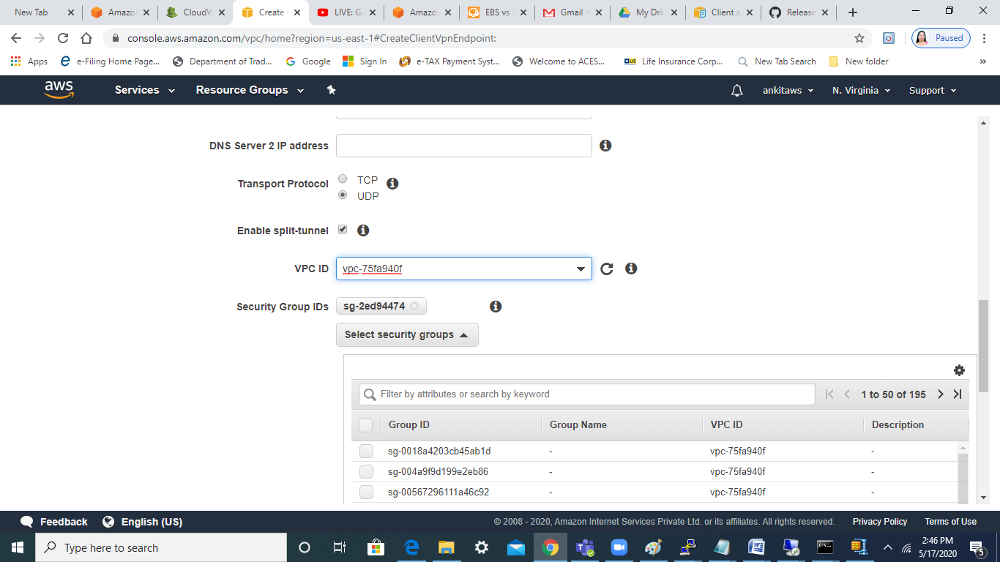 New Tab
Amazo
CloudW
Create
LIVE: G
Amazo
EBS vs
Gmail -
My Driv
Client a
Release
console.aws.amazon.com/vpc/home?region=us-east-1#CreateClientVpnEndpoint:
Paused
Apps
e-Filing Home Page...
Department of Trad...
Google
Sign In
e-TAX Payment Syst...
Welcome to ACES...
LIC
Life Insurance Corp...
New Tab Search
New folder
aws
Services
Resource Groups
ankitaws
N. Virginia
Support
DNS Server 2 IP address
Transport Protocol
TCP
UDP
Enable split-tunnel
VPC ID
vpc-75fa940f
Security Group IDs
sg-2ed94474
Select security groups
Filter by attributes or search by keyword
1 to 50 of 195
Group ID Group Name VPC ID Description
sg-0018a4203cb45ab1d - vpc-75fa940f -
sg-004a9f9d199e2eb86 - vpc-75fa940f -
sg-00567296111a46c92 - vpc-75fa940f -
Feedback
English (US)
© 2008 - 2020, Amazon Internet Services Private Ltd. or its affiliates. All rights reserved.
Privacy Policy
Terms of Use
Type here to search
2:46 PM
5/17/2020
5